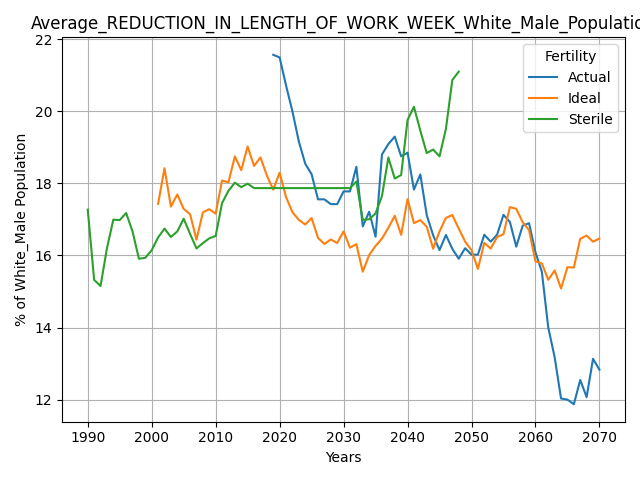 Average_REDUCTION_IN_LENGTH_OF_WORK_WEEK_White_Male_Populatio
22
20
18
16
14
12
% of White_Male Population
Fertility
Actual
Ideal
Sterile
1990 2000 2010 2020 2030 2040 2050 2060 2070
Years